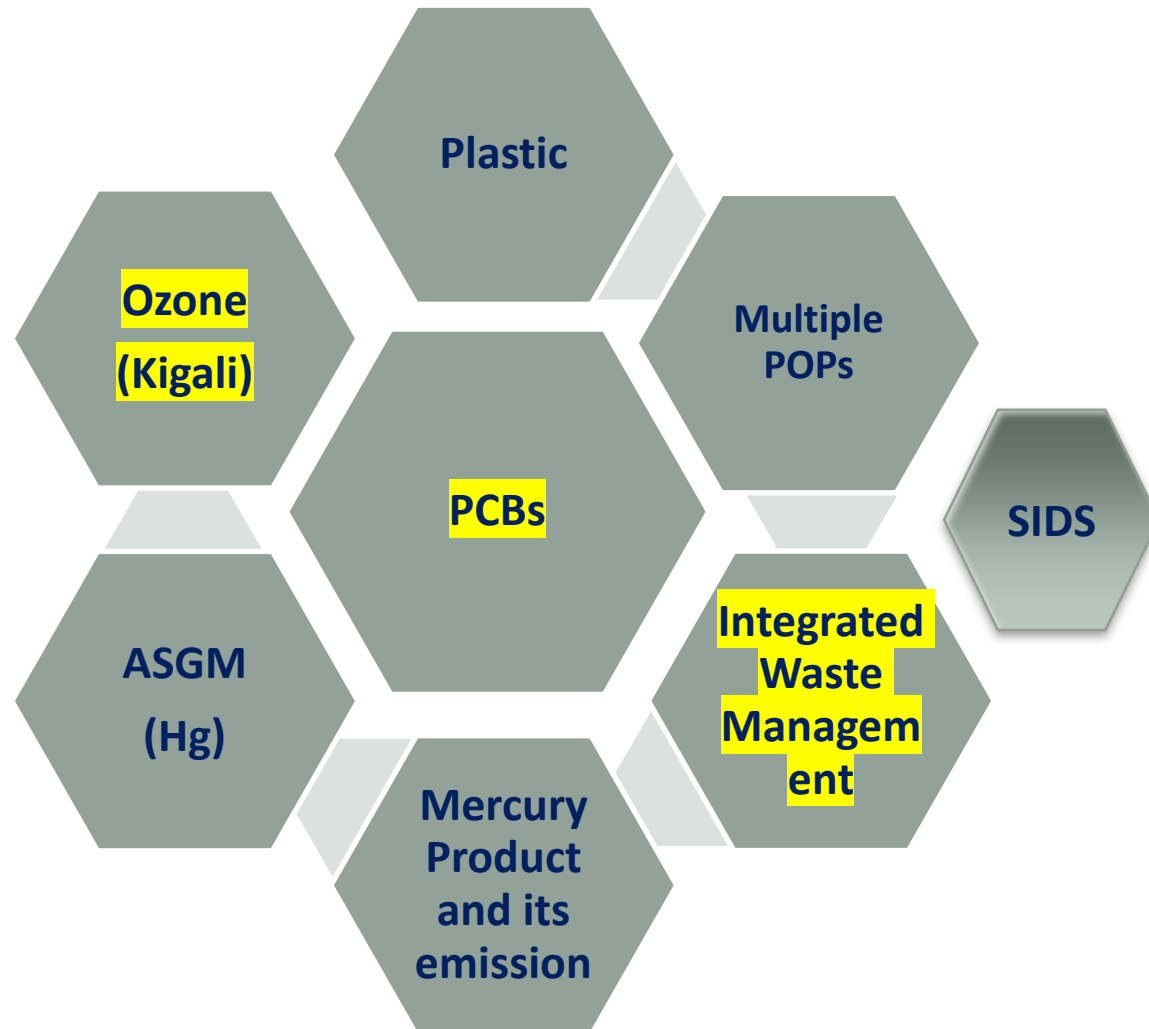 Plastic
Ozone
(Kigali)
Multiple
POPs
PCBs
SIDS
Integrated
Waste
Managem
ent
ASGM
(Hg)
Mercury
Product
and its
emission